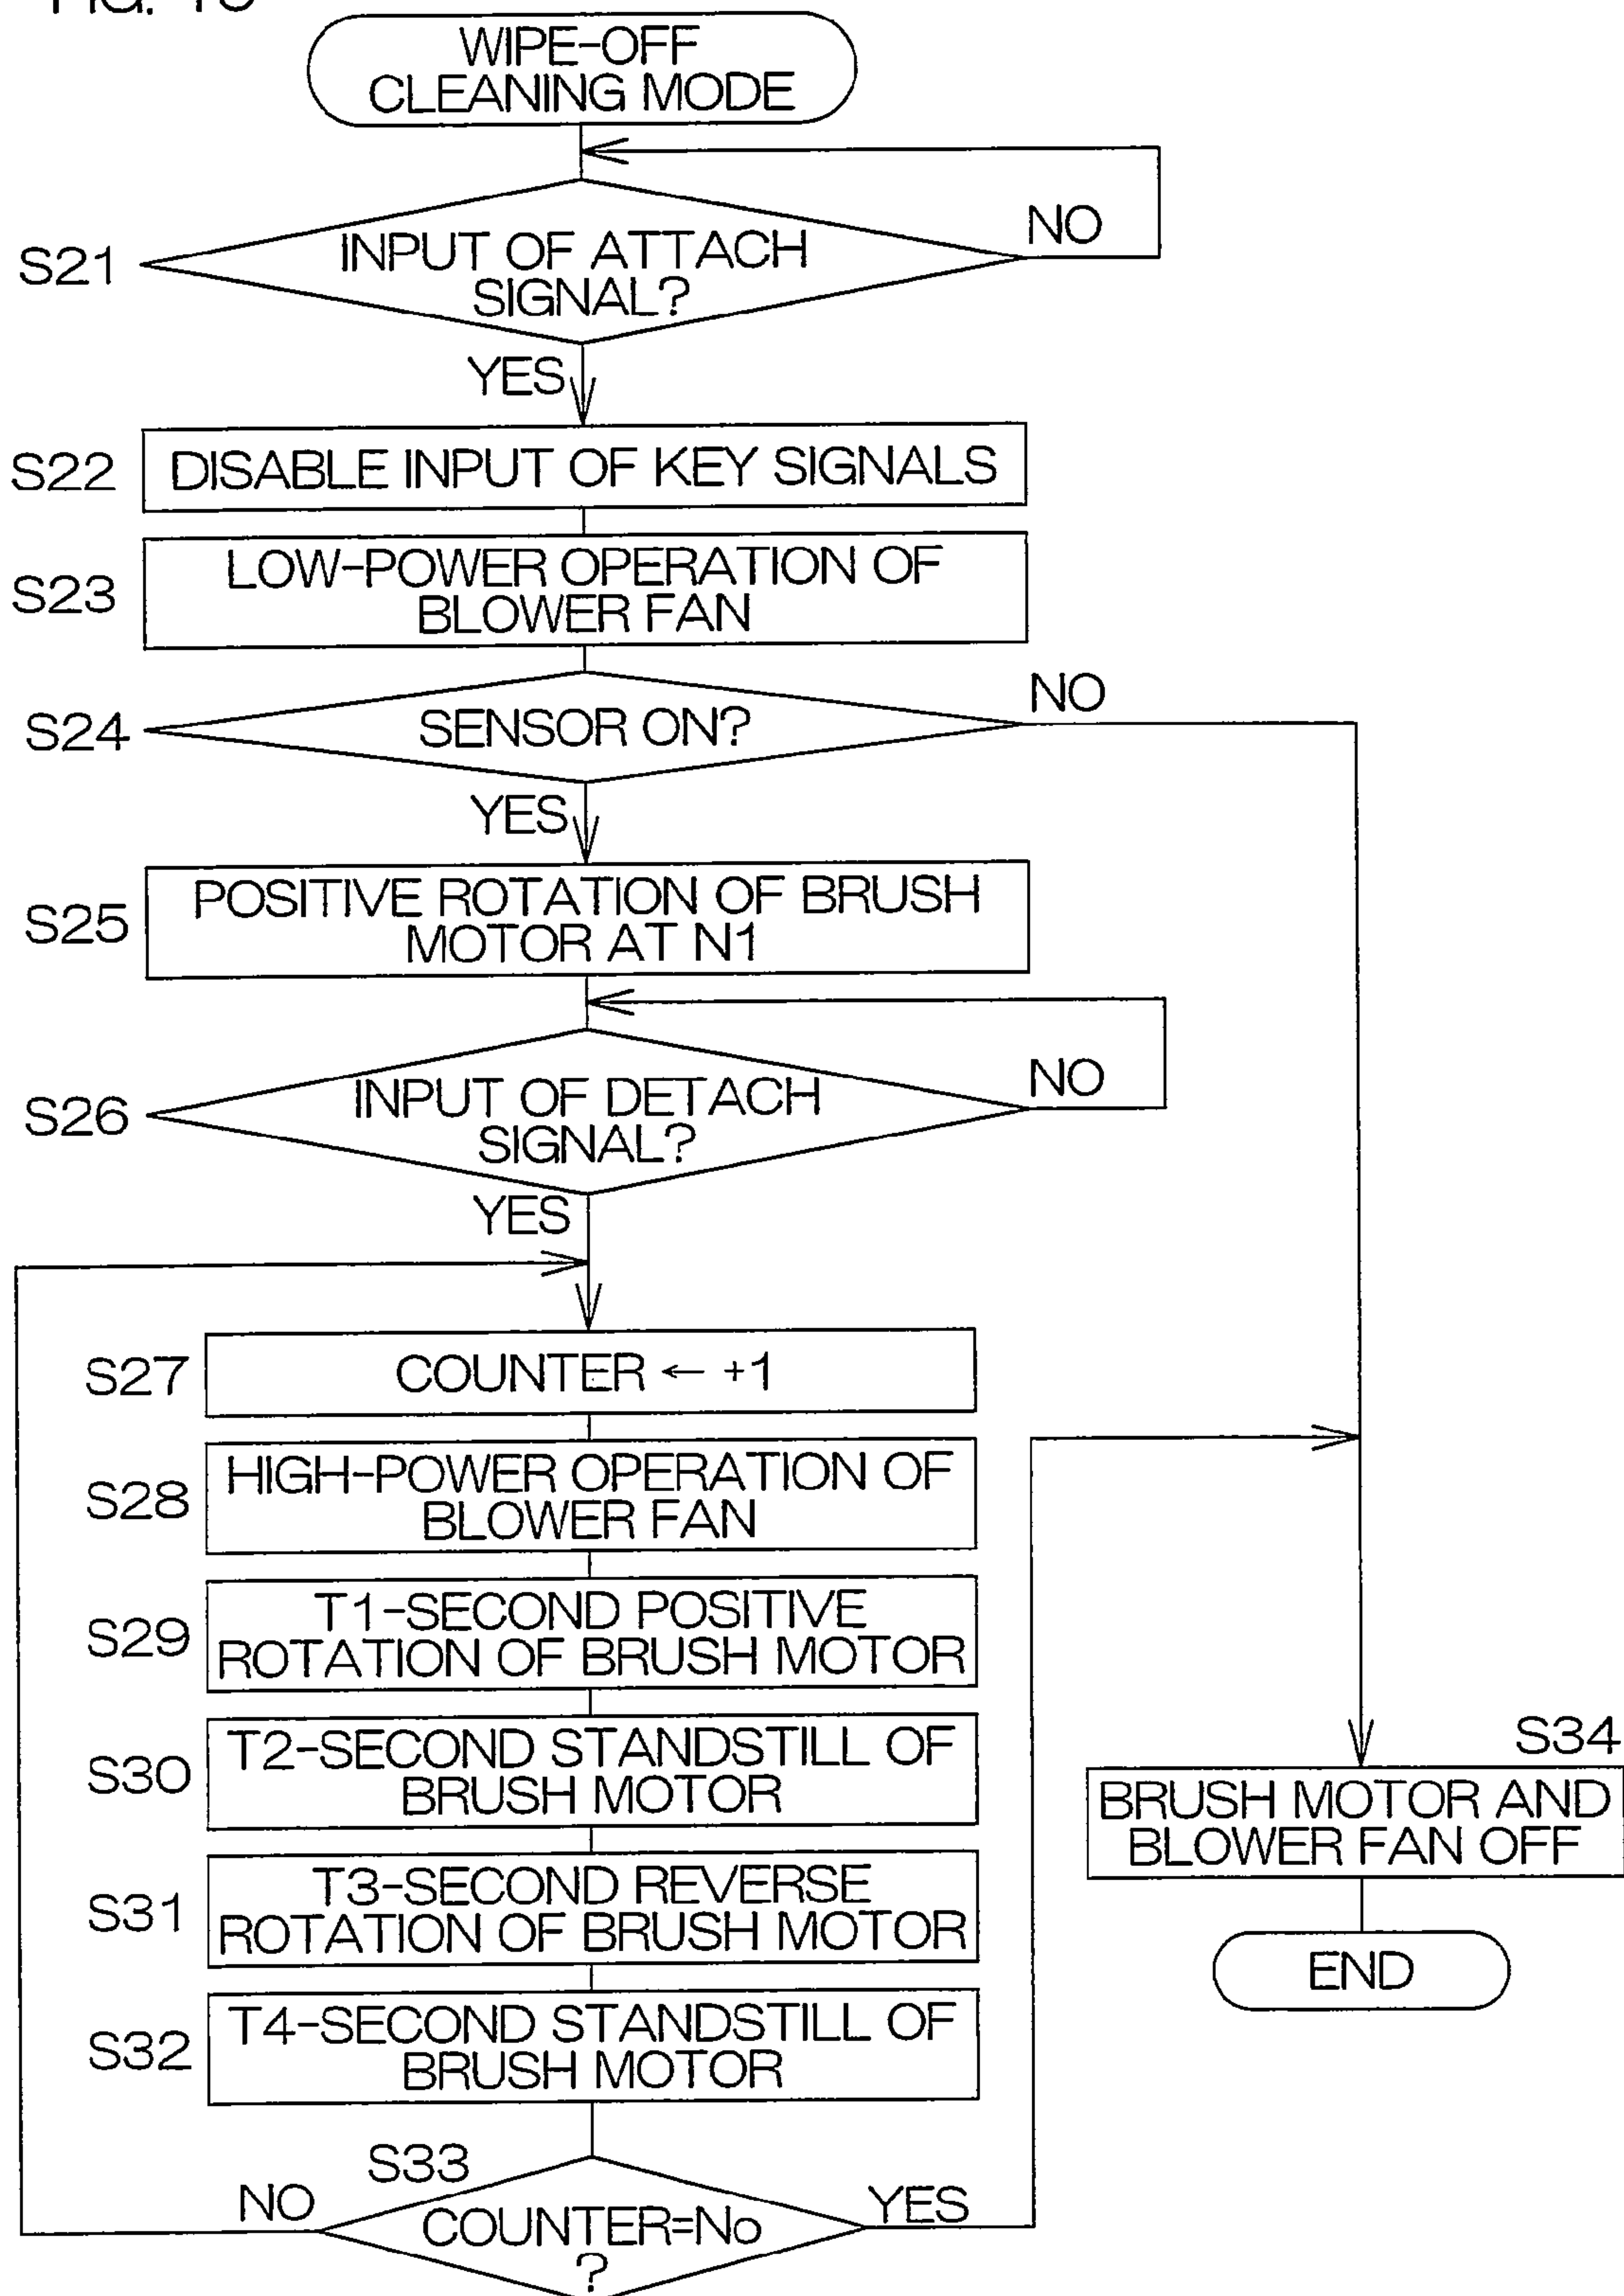 WIPE-OFF
CLEANING MODE
S21
INPUT OF ATTACH
SIGNAL?
NO
YES
S22
DISABLE INPUT OF KEY SIGNALS
S23
LOW-POWER OPERATION OF
BLOWER FAN
S24
SENSOR ON?
NO
YES
S25
POSITIVE ROTATION OF BRUSH
MOTOR AT N1
S26
INPUT OF DETACH
SIGNAL?
NO
YES
S27
COUNTER ← +1
S28
HIGH-POWER OPERATION OF
BLOWER FAN
S29
T1-SECOND POSITIVE
ROTATION OF BRUSH MOTOR
S30
T2-SECOND STANDSTILL OF
BRUSH MOTOR
S31
T3-SECOND REVERSE
ROTATION OF BRUSH MOTOR
S32
T4-SECOND STANDSTILL OF
BRUSH MOTOR
S33
NO
COUNTER=No
?
YES
S34
BRUSH MOTOR AND
BLOWER FAN OFF
END